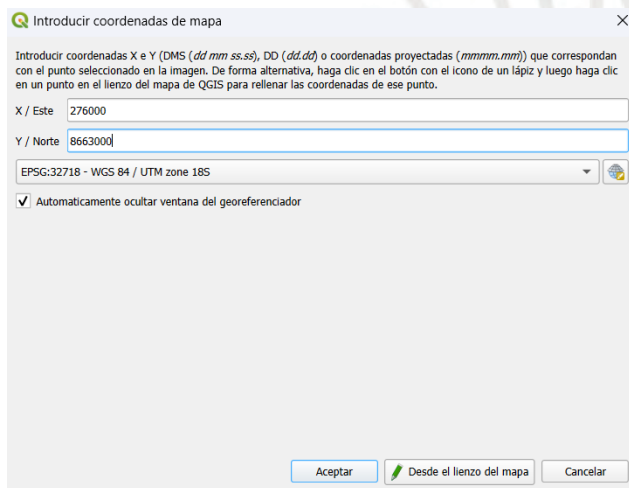 Introducir coordenadas de mapa
Introducir coordenadas X e Y (DMS (dd mm ss.ss), DD (dd.dd) o coordenadas proyectadas (mmmm.mm)) que correspondan
con el punto seleccionado en la imagen. De forma alternativa, haga clic en el botón con el icono de un lápiz y luego haga clic
en un punto en el lienzo del mapa de QGIS para rellenar las coordenadas de ese punto.
X / Este 276000
Y / Norte 8663000
EPSG:32718 - WGS 84 / UTM zone 18S
Automaticamente ocultar ventana del georeferenciador
Aceptar Desde el lienzo del mapa Cancelar